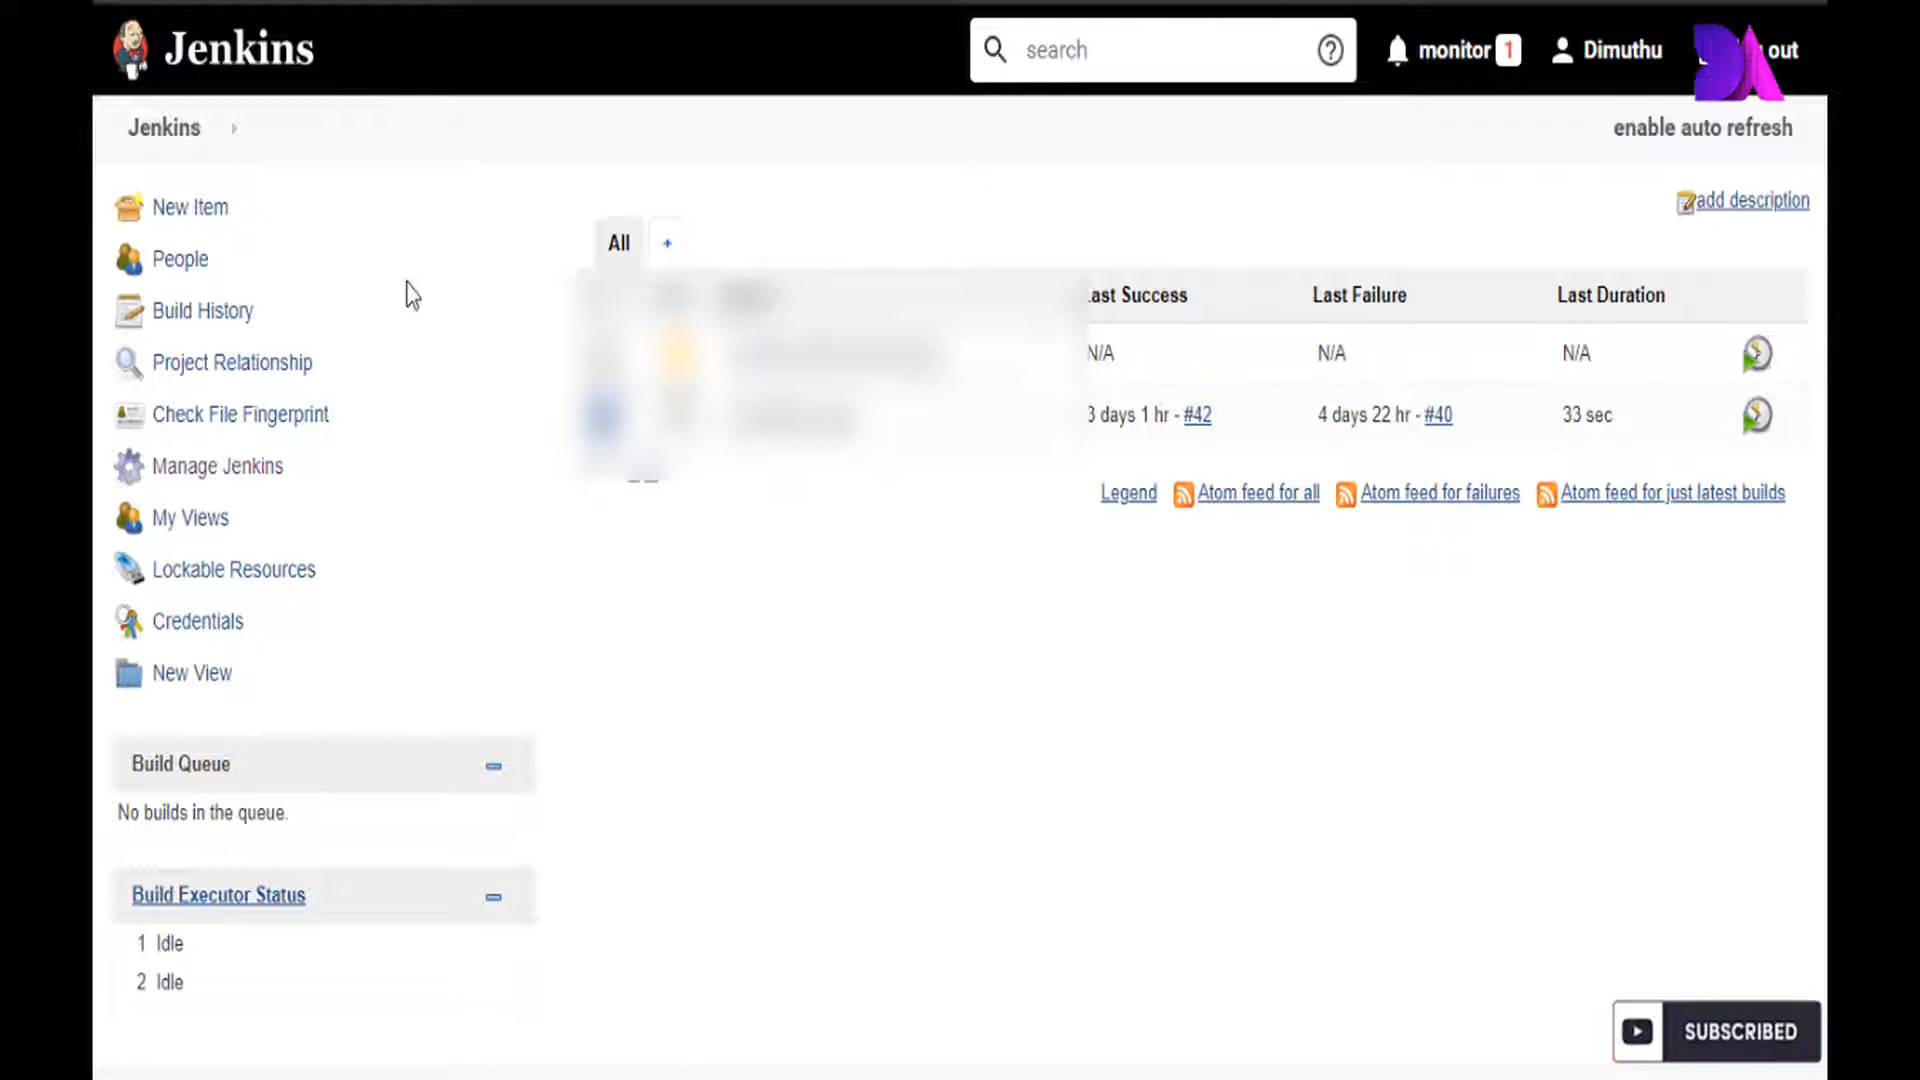 Jenkins
search
monitor 1
Dimuthu
out
Jenkins
enable auto refresh
New Item
People
Build History
Project Relationship
Check File Fingerprint
Manage Jenkins
My Views
Lockable Resources
Credentials
New View
add description
All +
Last Success Last Failure Last Duration
N/A N/A N/A
3 days 1 hr - #42 4 days 22 hr - #40 33 sec
Legend Atom feed for all Atom feed for failures Atom feed for just latest builds
Build Queue
No builds in the queue.
Build Executor Status
1 Idle
2 Idle
SUBSCRIBED